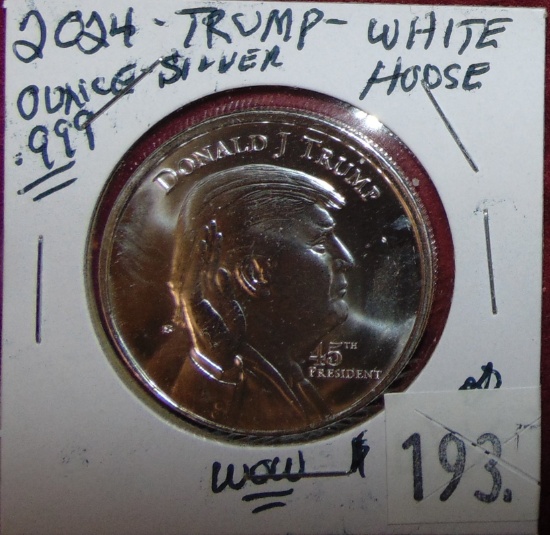 2024 - TRUMP - WHITE
HOUSE
OUNCE SILVER
.999
DONALD J TRUMP
S
45TH
PRESIDENT
WOW
193.